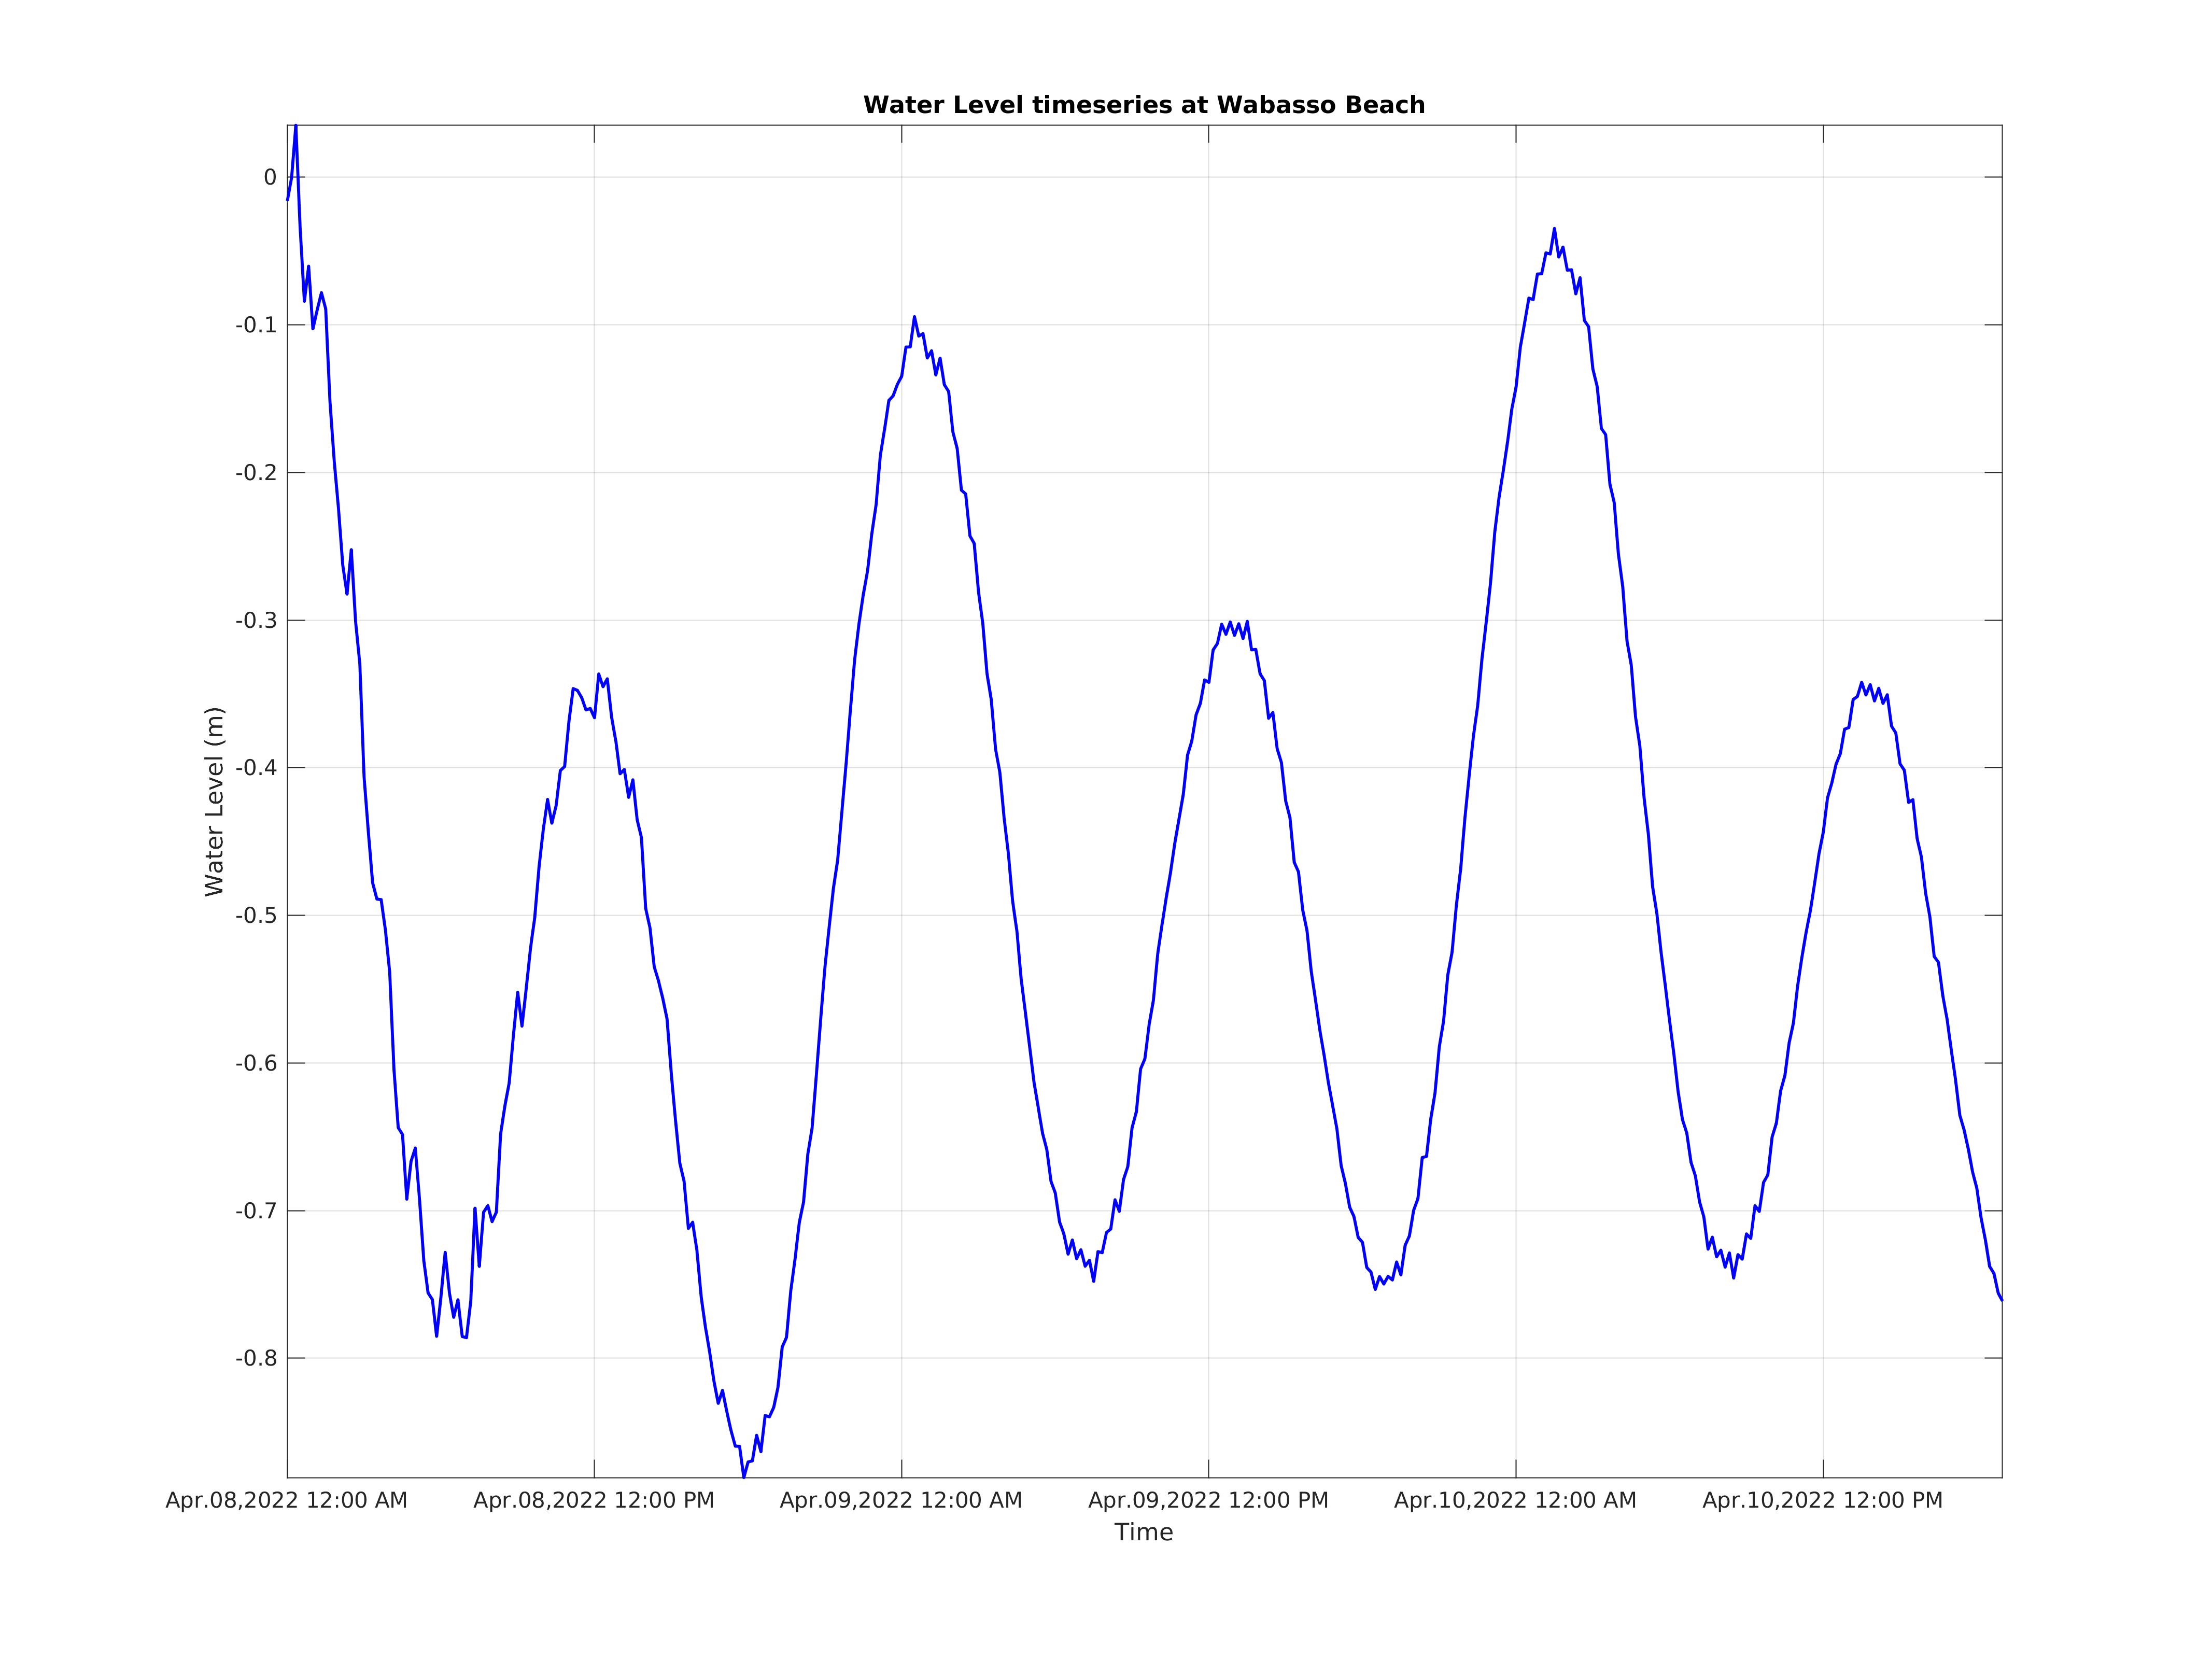 Water Level timeseries at Wabasso Beach
0
-0.1
-0.2
-0.3
-0.4
-0.5
-0.6
-0.7
-0.8
Water Level (m)
Apr.08,2022 12:00 AM
Apr.08,2022 12:00 PM
Apr.09,2022 12:00 AM
Apr.09,2022 12:00 PM
Apr.10,2022 12:00 AM
Apr.10,2022 12:00 PM
Time